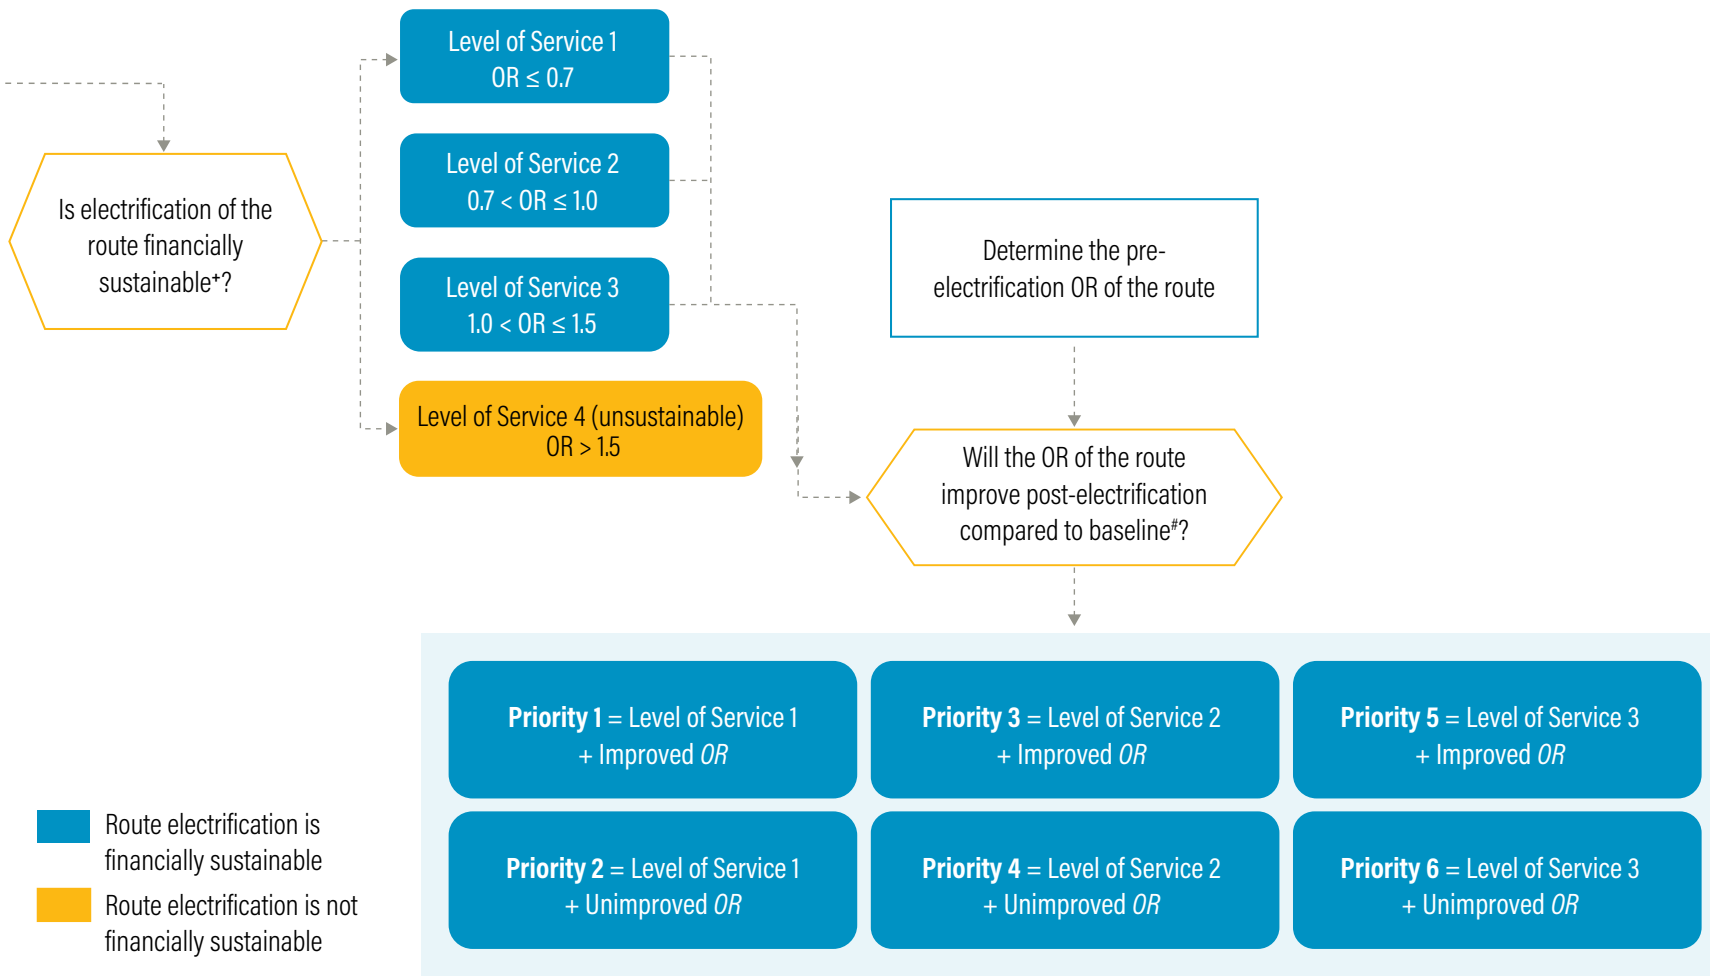 Level of Service 1
OR ≤ 0.7
Level of Service 2
0.7 < OR ≤ 1.0
Is electrification of the
route financially
sustainable⁺?
Level of Service 3
1.0 < OR ≤ 1.5
Level of Service 4 (unsustainable)
OR > 1.5
Determine the pre-
electrification OR of the route
Will the OR of the route
improve post-electrification
compared to baseline#?
Priority 1 = Level of Service 1
+ Improved OR
Priority 3 = Level of Service 2
+ Improved OR
Priority 5 = Level of Service 3
+ Improved OR
Priority 2 = Level of Service 1
+ Unimproved OR
Priority 4 = Level of Service 2
+ Unimproved OR
Priority 6 = Level of Service 3
+ Unimproved OR
Route electrification is
financially sustainable
Route electrification is not
financially sustainable